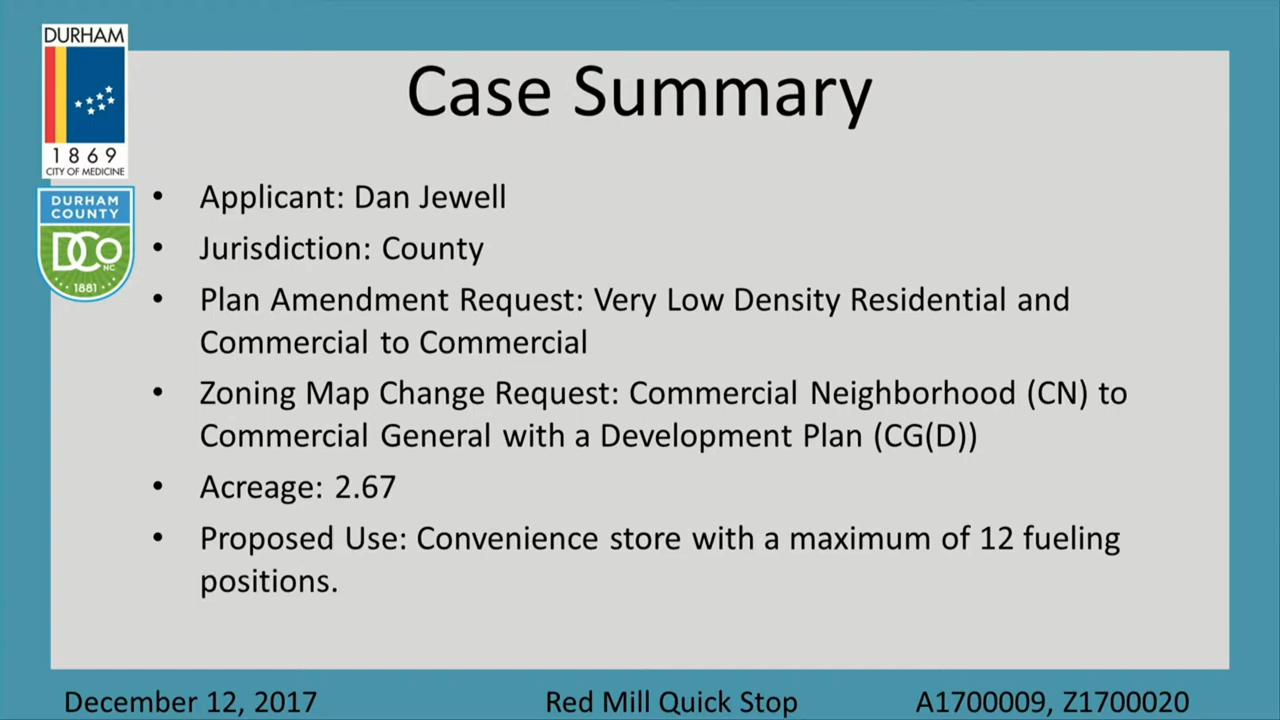 DURHAM
1869
CITY OF MEDICINE
DURHAM
COUNTY
DCo
NC
1881
Case Summary
• Applicant: Dan Jewell
• Jurisdiction: County
• Plan Amendment Request: Very Low Density Residential and
Commercial to Commercial
• Zoning Map Change Request: Commercial Neighborhood (CN) to
Commercial General with a Development Plan (CG(D))
• Acreage: 2.67
• Proposed Use: Convenience store with a maximum of 12 fueling
positions.
December 12, 2017
Red Mill Quick Stop
A1700009, Z1700020